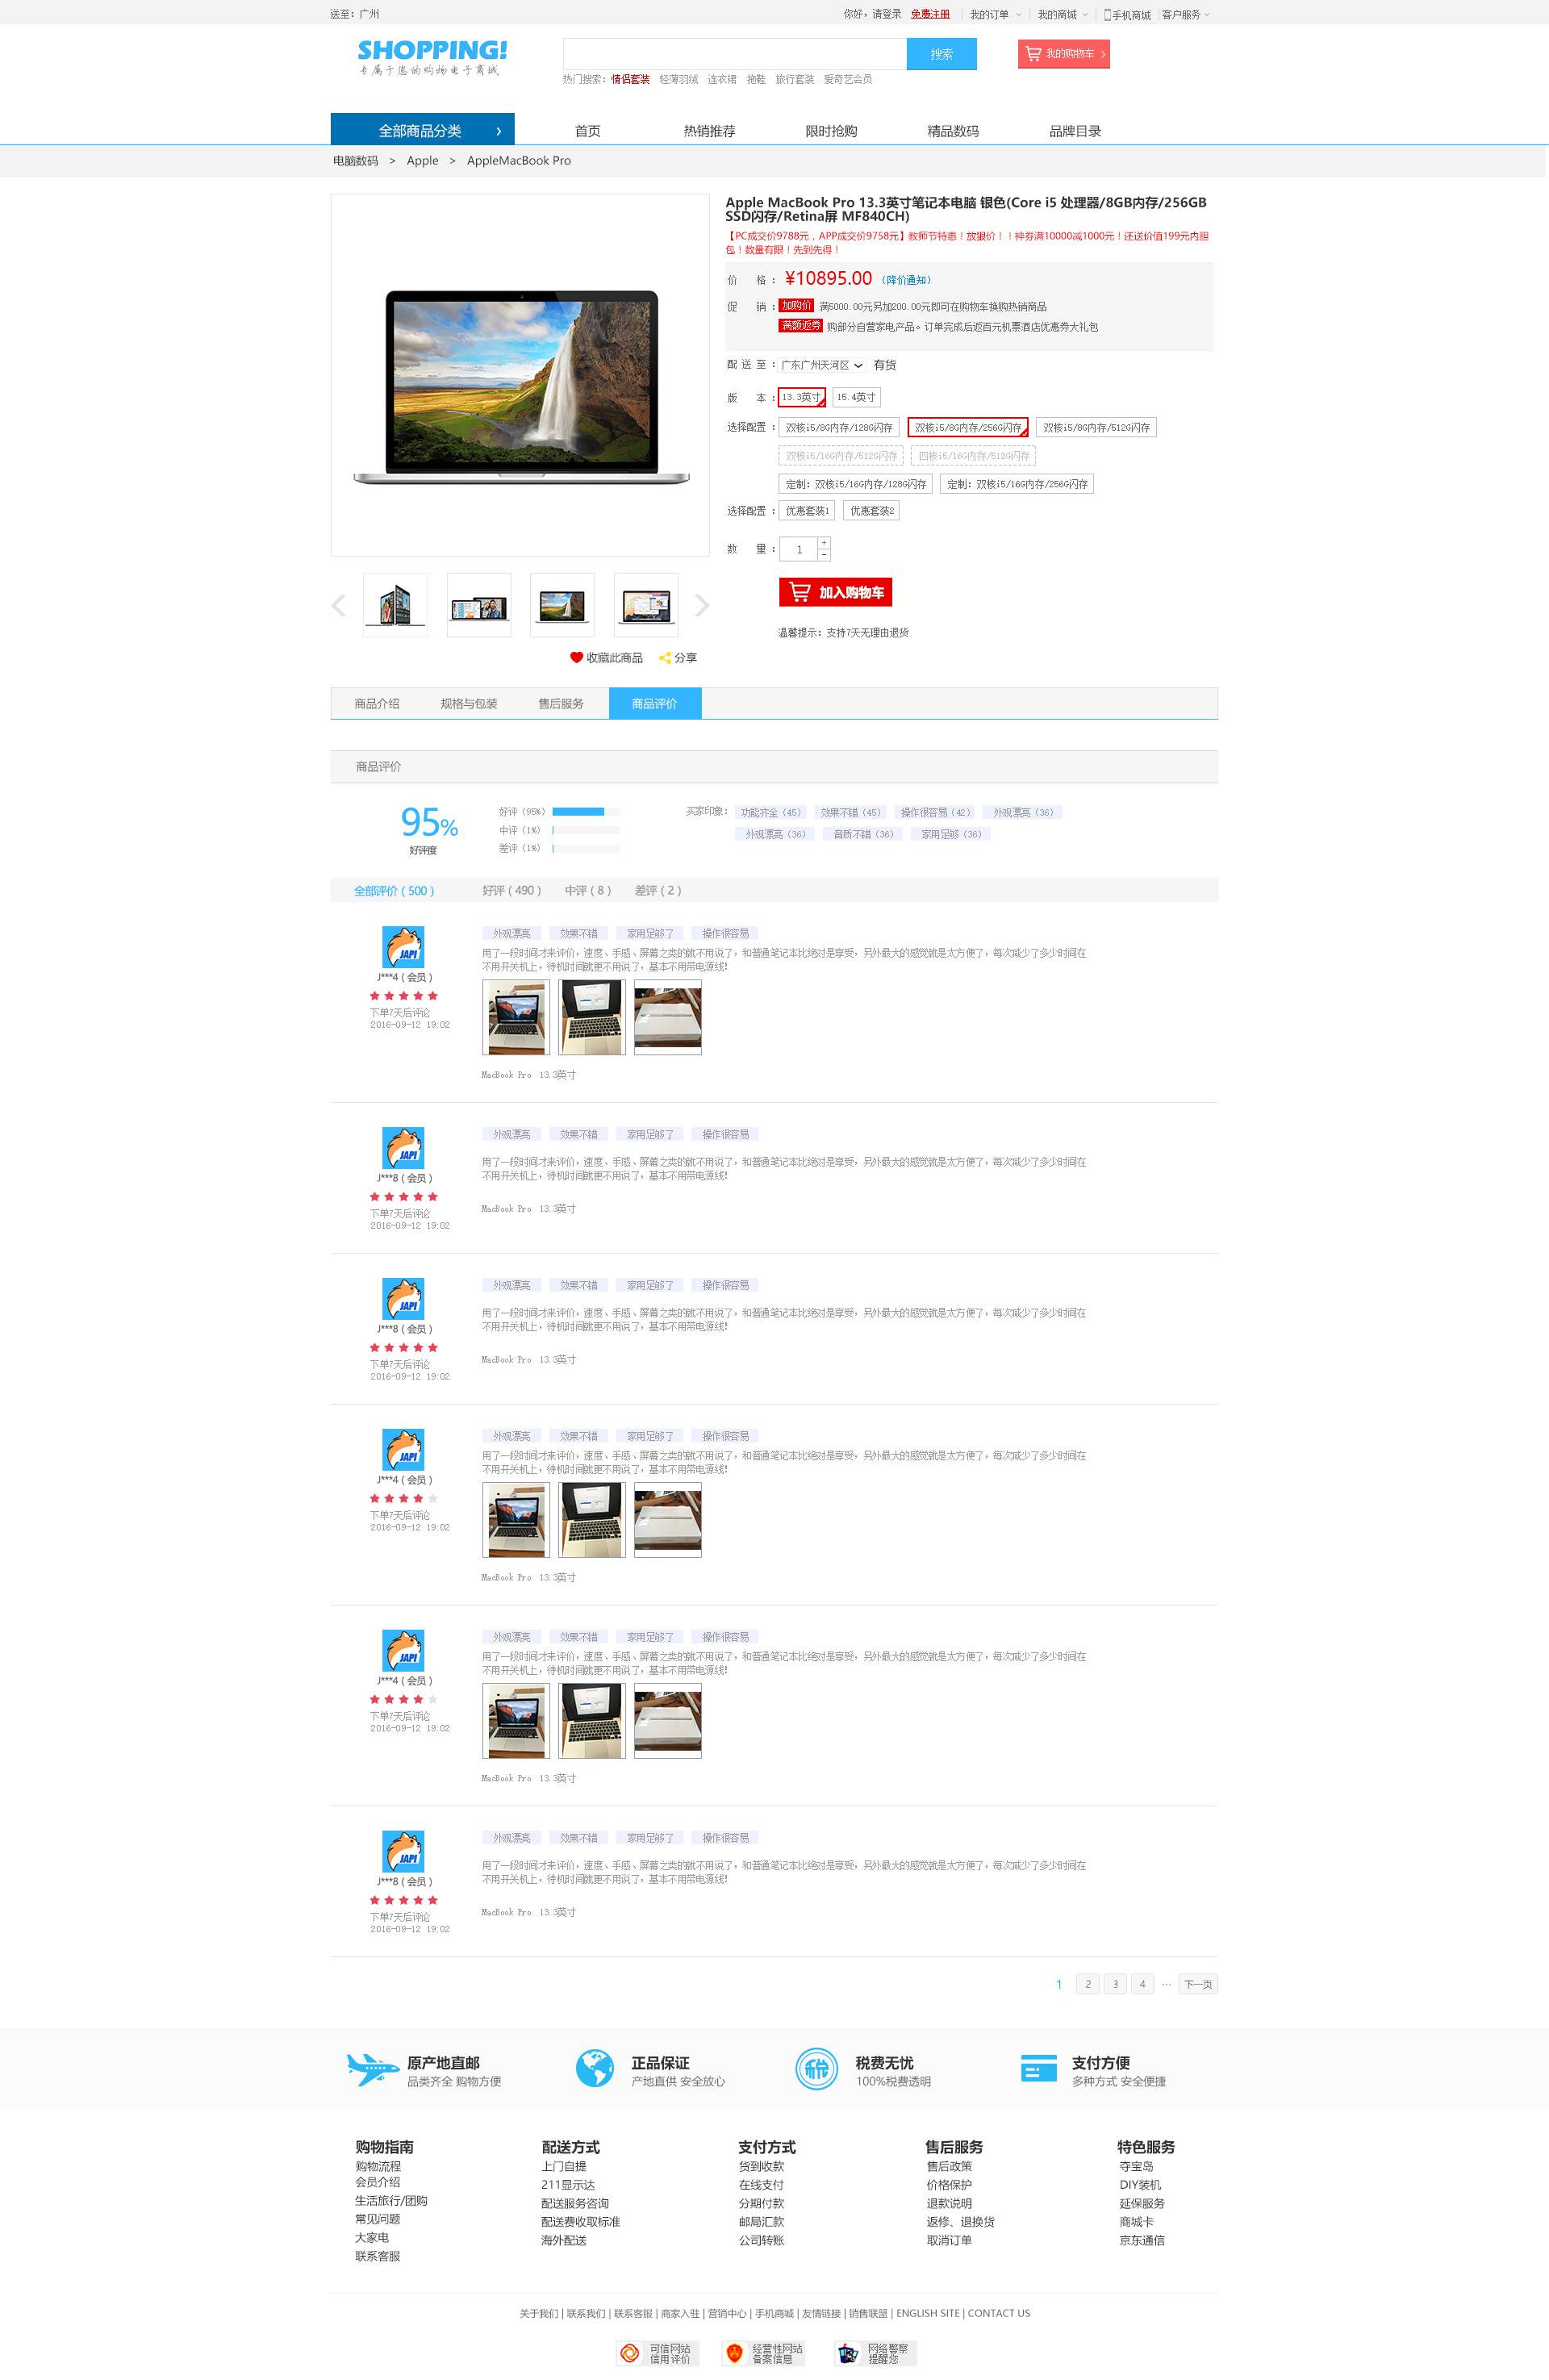 送至：广州
你好，请登录 免费注册 我的订单 我的商城 手机商城 客户服务
SHOPPING!
专属于您的购物电子商城
搜索
我的购物车 >
热门搜索：情侣套装 轻薄羽绒 连衣裙 拖鞋 旅行套装 爱奇艺会员
全部商品分类 > 首页 热销推荐 限时抢购 精品数码 品牌目录
电脑数码 > Apple > AppleMacBook Pro
Apple MacBook Pro 13.3英寸笔记本电脑 银色(Core i5 处理器/8GB内存/256GB
SSD闪存/Retina屏 MF840CH)
【PC成交价9788元，APP成交价9758元】教师节特惠！放狠价！！神券满10000减1000元！还送价值199元内胆
包！数量有限！先到先得！
价 格： ¥10895.00 （降价通知）
促 销： 加购价 满5000.00元另加200.00元即可在购物车换购热销商品
满额返券 购部分自营家电产品。订单完成后返百元机票酒店优惠券大礼包
配 送 至： 广东广州天河区 有货
版 本： 13.3英寸 15.4英寸
选择配置： 双核i5/8G内存/128G闪存 双核i5/8G内存/256G闪存 双核i5/8G内存/512G闪存
双核i5/16G内存/512G闪存 四核i5/16G内存/512G闪存
定制：双核i5/16G内存/128G闪存 定制：双核i5/16G内存/256G闪存
选择配置： 优惠套装1 优惠套装2
数 量： 1 + -
加入购物车
温馨提示：支持7天无理由退货
收藏此商品 分享
商品介绍 规格与包装 售后服务 商品评价
商品评价
95%
好评度
好评（95%）
中评（1%）
差评（1%）
买家印象： 功能齐全（45） 效果不错（45） 操作很容易（42） 外观漂亮（36）
外观漂亮（36） 音质不错（36） 家用足够（36）
全部评价（500） 好评（490） 中评（8） 差评（2）
JAPI
J***4（会员）
下单7天后评论
2016-09-12 19:02
外观漂亮 效果不错 家用足够了 操作很容易
用了一段时间才来评价，速度、手感、屏幕之类的就不用说了，和普通笔记本比绝对是享受，另外最大的感觉就是太方便了，每次减少了多少时间在
不用开关机上，待机时间就更不用说了，基本不用带电源线!
MacBook Pro 13.3英寸
JAPI
J***8（会员）
下单7天后评论
2016-09-12 19:02
外观漂亮 效果不错 家用足够了 操作很容易
用了一段时间才来评价，速度、手感、屏幕之类的就不用说了，和普通笔记本比绝对是享受，另外最大的感觉就是太方便了，每次减少了多少时间在
不用开关机上，待机时间就更不用说了，基本不用带电源线!
MacBook Pro 13.3英寸
JAPI
J***8（会员）
下单7天后评论
2016-09-12 19:02
外观漂亮 效果不错 家用足够了 操作很容易
用了一段时间才来评价，速度、手感、屏幕之类的就不用说了，和普通笔记本比绝对是享受，另外最大的感觉就是太方便了，每次减少了多少时间在
不用开关机上，待机时间就更不用说了，基本不用带电源线!
MacBook Pro 13.3英寸
JAPI
J***4（会员）
下单7天后评论
2016-09-12 19:02
外观漂亮 效果不错 家用足够了 操作很容易
用了一段时间才来评价，速度、手感、屏幕之类的就不用说了，和普通笔记本比绝对是享受，另外最大的感觉就是太方便了，每次减少了多少时间在
不用开关机上，待机时间就更不用说了，基本不用带电源线!
MacBook Pro 13.3英寸
JAPI
J***4（会员）
下单7天后评论
2016-09-12 19:02
外观漂亮 效果不错 家用足够了 操作很容易
用了一段时间才来评价，速度、手感、屏幕之类的就不用说了，和普通笔记本比绝对是享受，另外最大的感觉就是太方便了，每次减少了多少时间在
不用开关机上，待机时间就更不用说了，基本不用带电源线!
MacBook Pro 13.3英寸
JAPI
J***8（会员）
下单7天后评论
2016-09-12 19:02
外观漂亮 效果不错 家用足够了 操作很容易
用了一段时间才来评价，速度、手感、屏幕之类的就不用说了，和普通笔记本比绝对是享受，另外最大的感觉就是太方便了，每次减少了多少时间在
不用开关机上，待机时间就更不用说了，基本不用带电源线!
MacBook Pro 13.3英寸
1 2 3 4 ... 下一页
原产地直邮
品类齐全 购物方便
正品保证
产地直供 安全放心
税
税费无忧
100%税费透明
支付方便
多种方式 安全便捷
购物指南
购物流程
会员介绍
生活旅行/团购
常见问题
大家电
联系客服
配送方式
上门自提
211显示达
配送服务咨询
配送费收取标准
海外配送
支付方式
货到收款
在线支付
分期付款
邮局汇款
公司转账
售后服务
售后政策
价格保护
退款说明
返修、退换货
取消订单
特色服务
夺宝岛
DIY装机
延保服务
商城卡
京东通信
关于我们 | 联系我们 | 联系客服 | 商家入驻 | 营销中心 | 手机商城 | 友情链接 | 销售联盟 | ENGLISH SITE | CONTACT US
可信网站
信用评价
经营性网站
备案信息
网络警察
提醒您